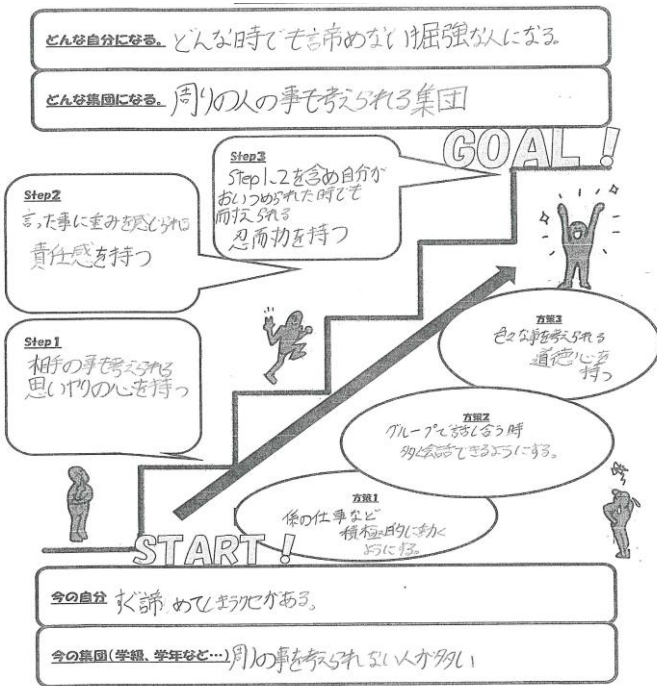 どんな自分になる。 どんな時でも諦めない屈強な人になる。
どんな集団になる。 周りの人の事も考えられる集団
GOAL!
Step3
Step1、2を含め自分が
おいつめられた時でも
耐えられる
忍耐力を持つ
Step2
言った事に重みを感じられる
責任感を持つ
Step1
相手の事も考えられる
思いやりの心を持つ
方策3
色々な事を考えられる
道徳心を
持つ
方策2
グループで話し合う時
多く会話できるようにする。
方策1
係の仕事など
積極的に動く
ようにする。
START!
今の自分 すぐ諦めてしまうクセがある。
今の集団(学級、学年など…) 周りの事を考えられない人が多い